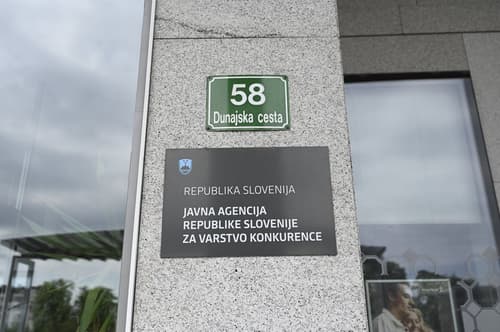 58
Dunajska cesta
REPUBLIKA SLOVENIJA
JAVNA AGENCIJA
REPUBLIKE SLOVENIJE
ZA VARSTVO KONKURENCE